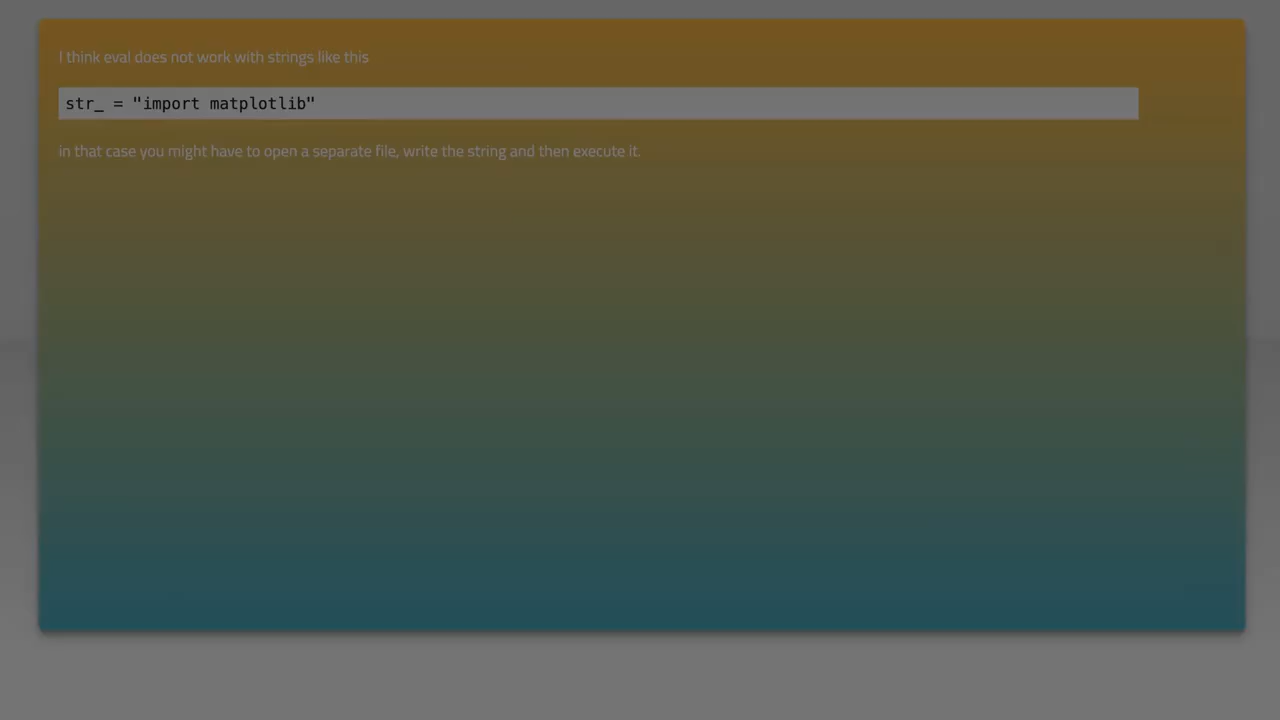 I think eval does not work with strings like this
str_ = "import matplotlib"
in that case you might have to open a separate file, write the string and then execute it.